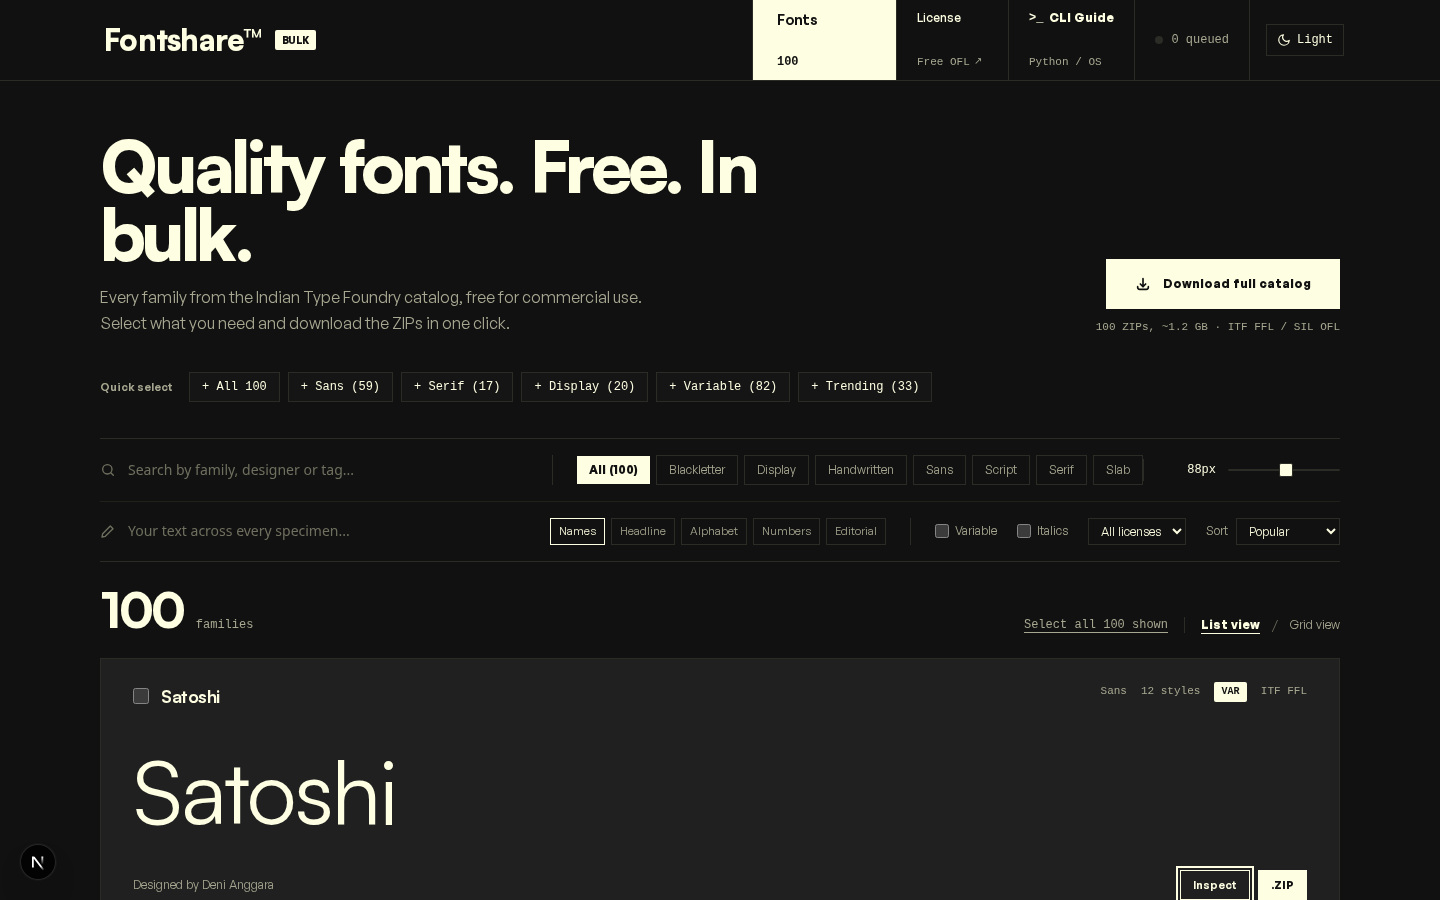 Fontshare™ BULK
Fonts
100
License
Free OFL ↗
>_ CLI Guide
Python / OS
0 queued
Light
Quality fonts. Free. In
bulk.
Every family from the Indian Type Foundry catalog, free for commercial use.
Select what you need and download the ZIPs in one click.
Download full catalog
100 ZIPs, ~1.2 GB · ITF FFL / SIL OFL
Quick select + All 100 + Sans (59) + Serif (17) + Display (20) + Variable (82) + Trending (33)
Search by family, designer or tag... All (100) Blackletter Display Handwritten Sans Script Serif Slab 88px
Your text across every specimen... Names Headline Alphabet Numbers Editorial Variable Italics All licenses Sort Popular
100 families Select all 100 shown List view / Grid view
Satoshi Sans 12 styles VAR ITF FFL
Satoshi
Designed by Deni Anggara Inspect .ZIP
N